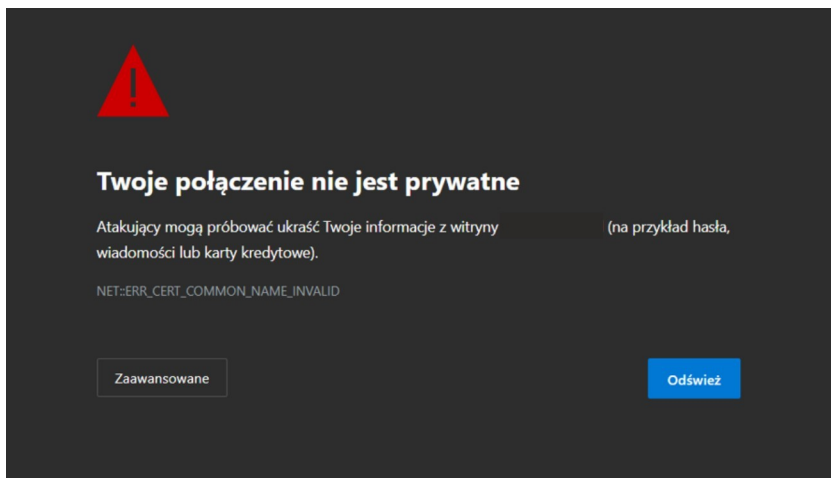 Twoje połączenie nie jest prywatne
Atakujący mogą próbować ukraść Twoje informacje z witryny (na przykład hasła,
wiadomości lub karty kredytowe).
NET::ERR_CERT_COMMON_NAME_INVALID
Zaawansowane
Odśwież